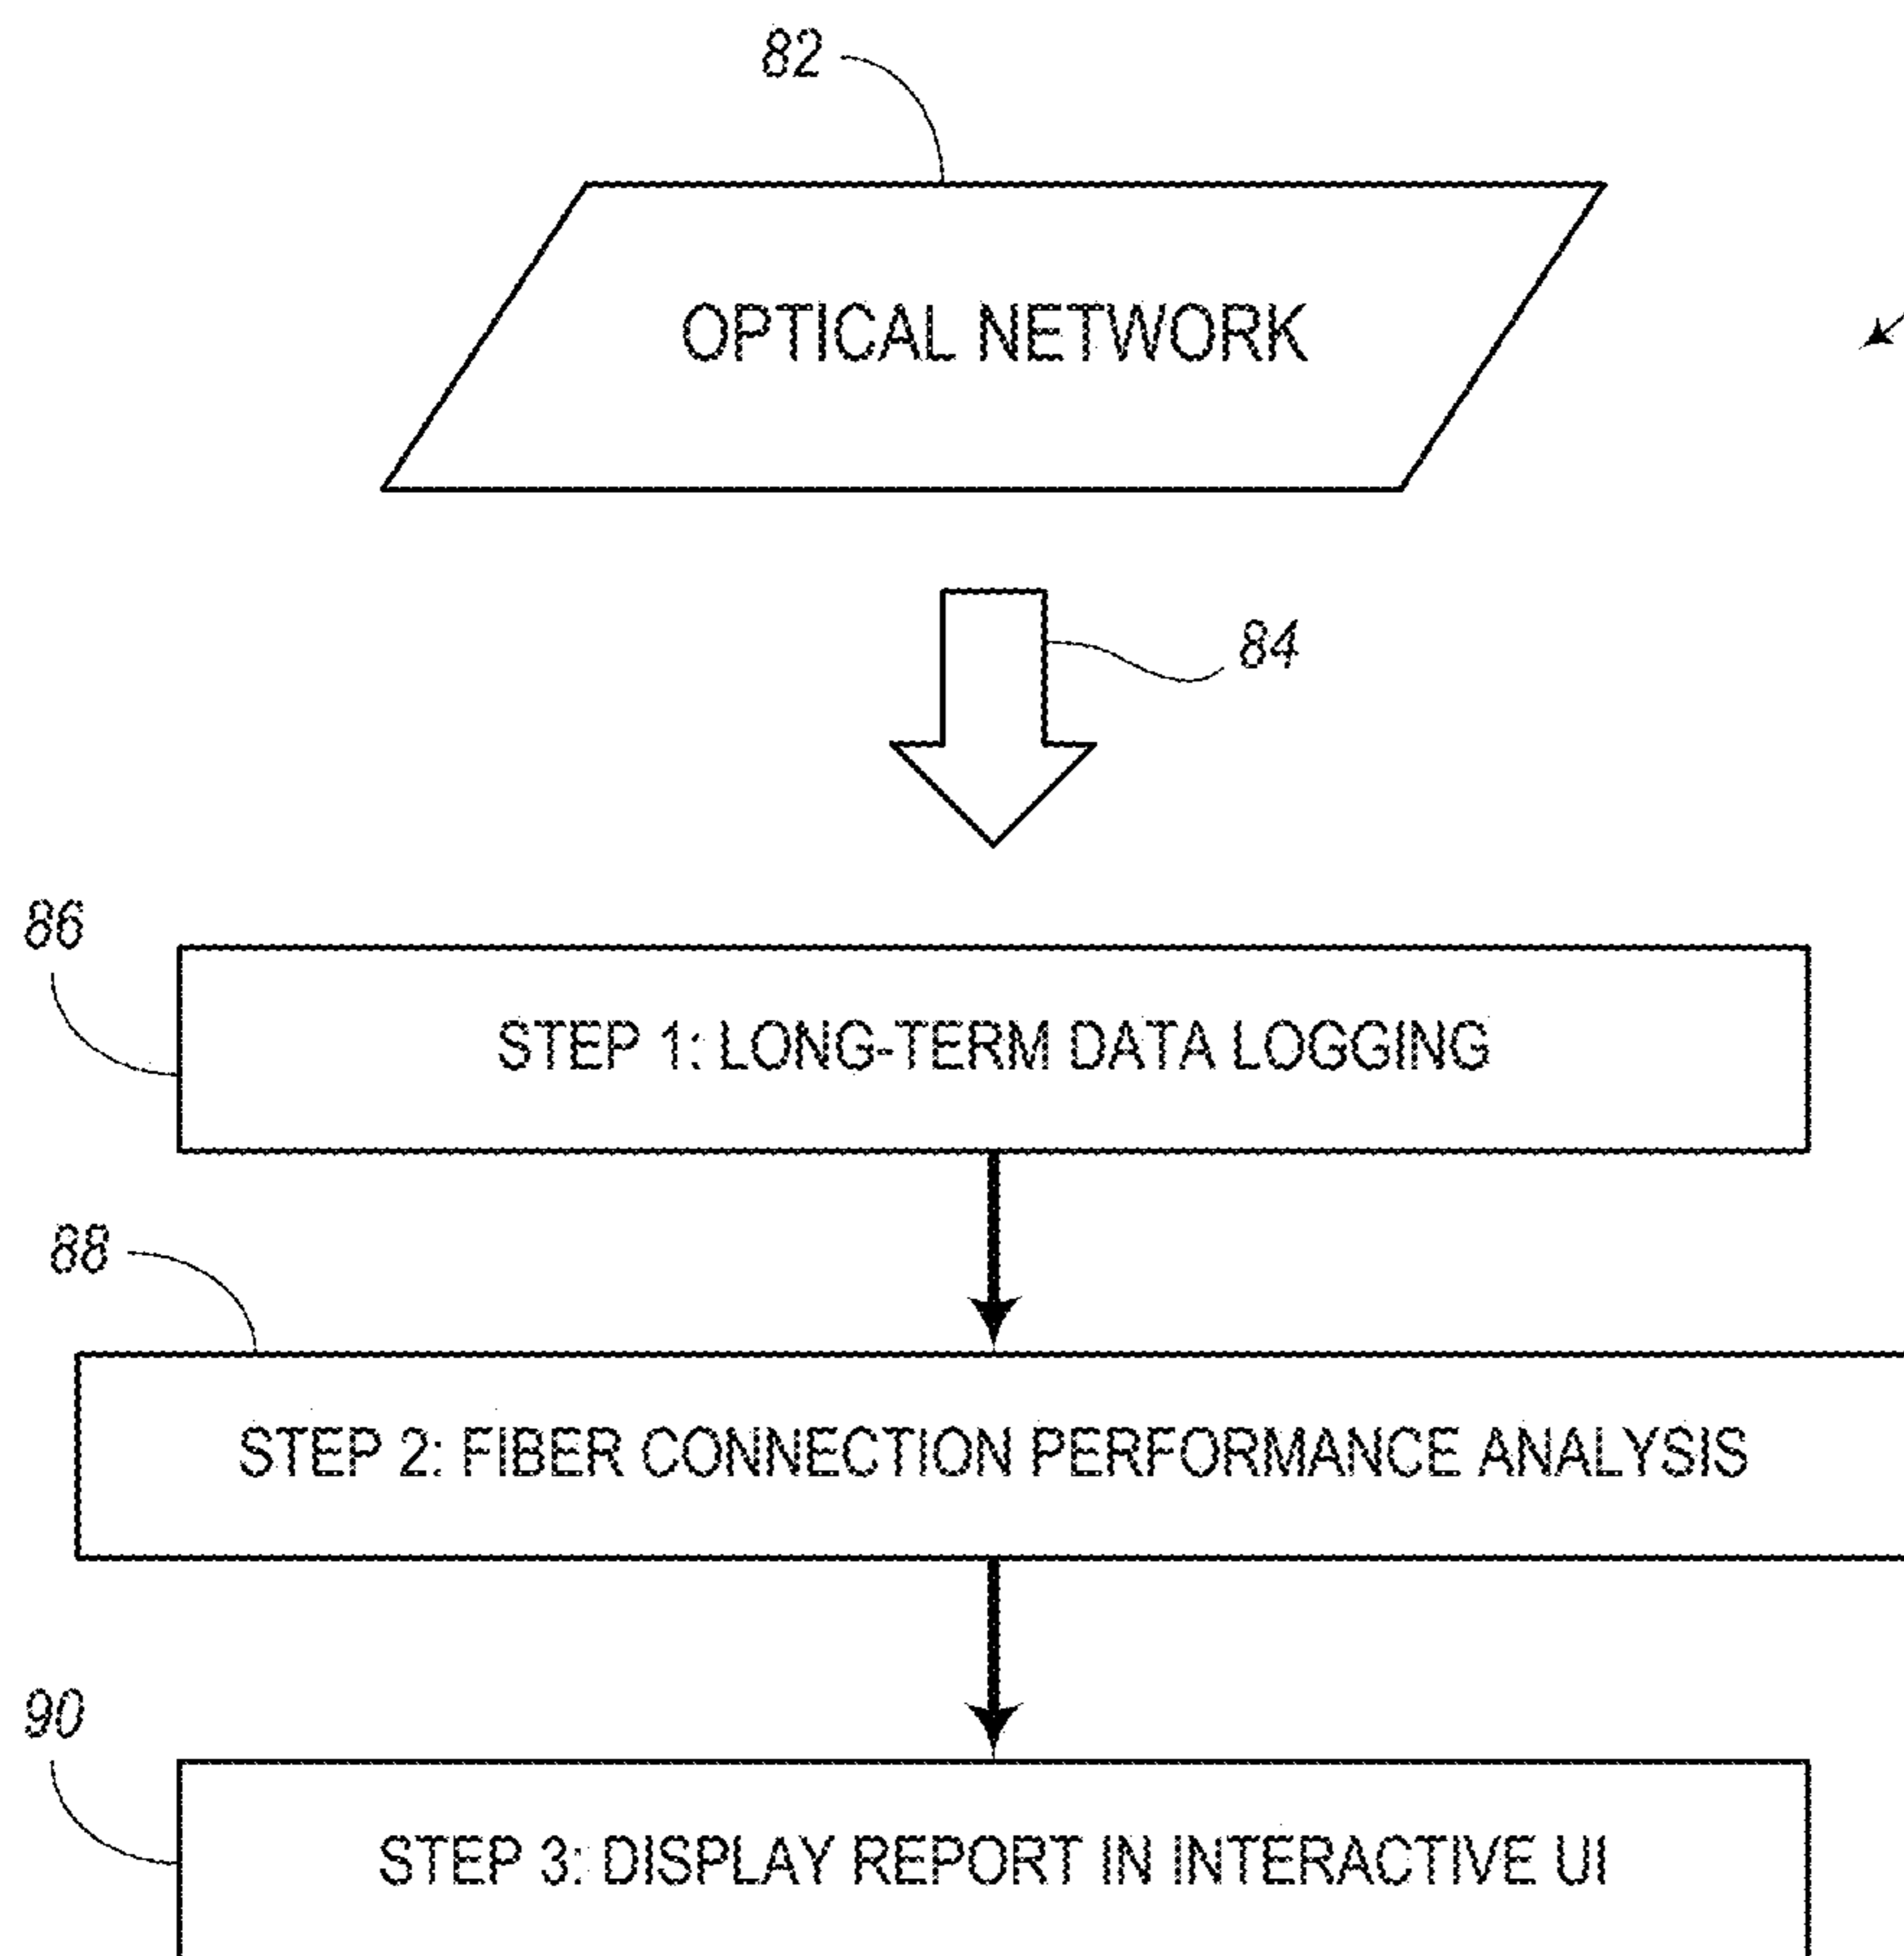 82
OPTICAL NETWORK
84
86
STEP 1: LONG-TERM DATA LOGGING
88
STEP 2: FIBER CONNECTION PERFORMANCE ANALYSIS
90
STEP 3: DISPLAY REPORT IN INTERACTIVE UI